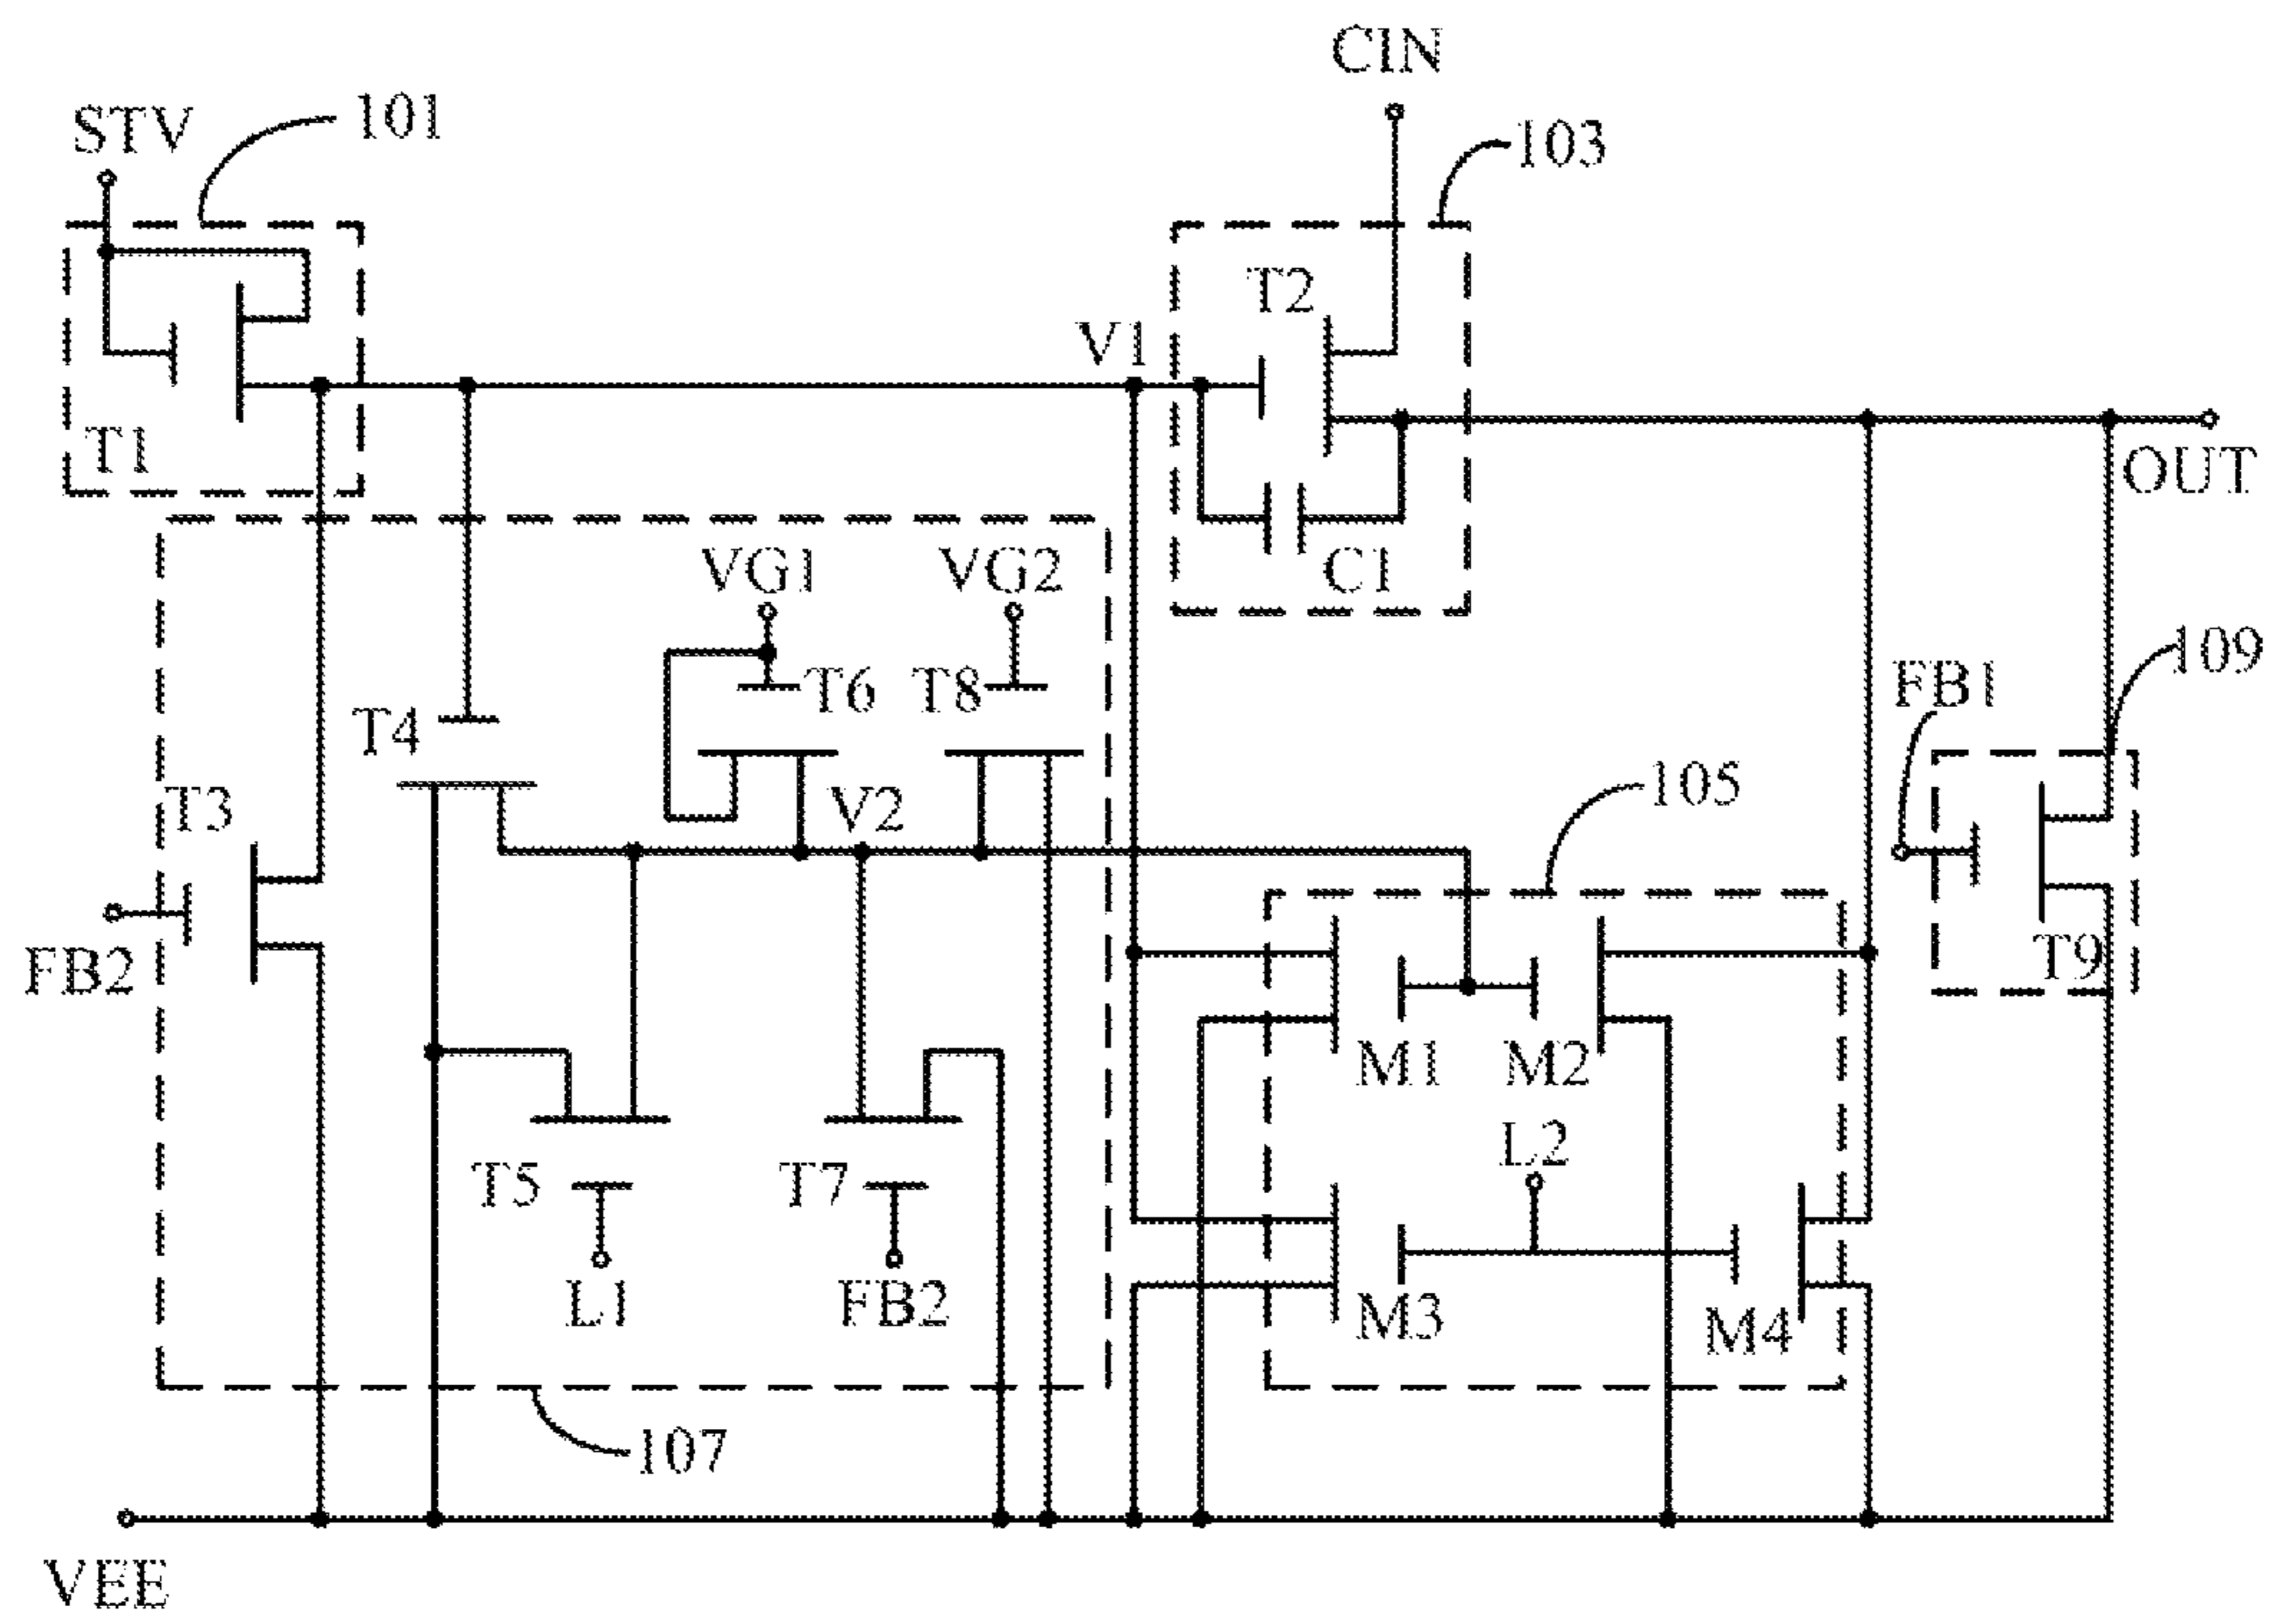 CIN
STV
101
103
T2
V1
T1
OUT
VG1
VG2
C1
109
FB1
T6
T8
T4
105
T3
V2
T9
FB2
M1
M2
L2
T5
T7
L1
FB2
M3
M4
107
VEE